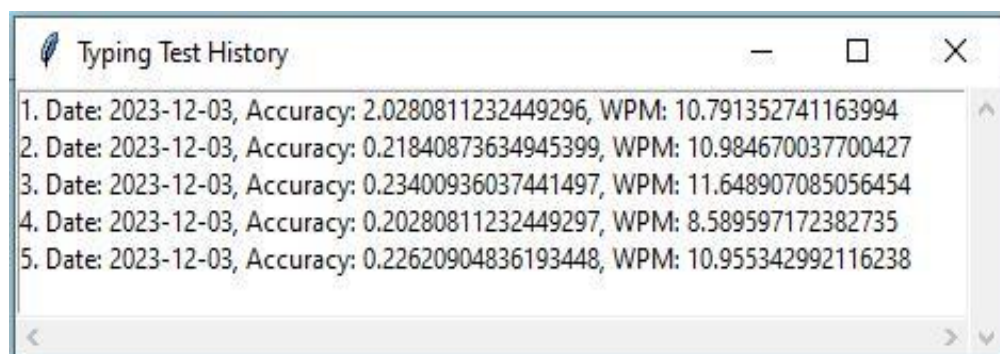 Typing Test History
1. Date: 2023-12-03, Accuracy: 2.0280811232449296, WPM: 10.791352741163994
2. Date: 2023-12-03, Accuracy: 0.21840873634945399, WPM: 10.984670037700427
3. Date: 2023-12-03, Accuracy: 0.23400936037441497, WPM: 11.648907085056454
4. Date: 2023-12-03, Accuracy: 0.20280811232449297, WPM: 8.589597172382735
5. Date: 2023-12-03, Accuracy: 0.22620904836193448, WPM: 10.955342992116238